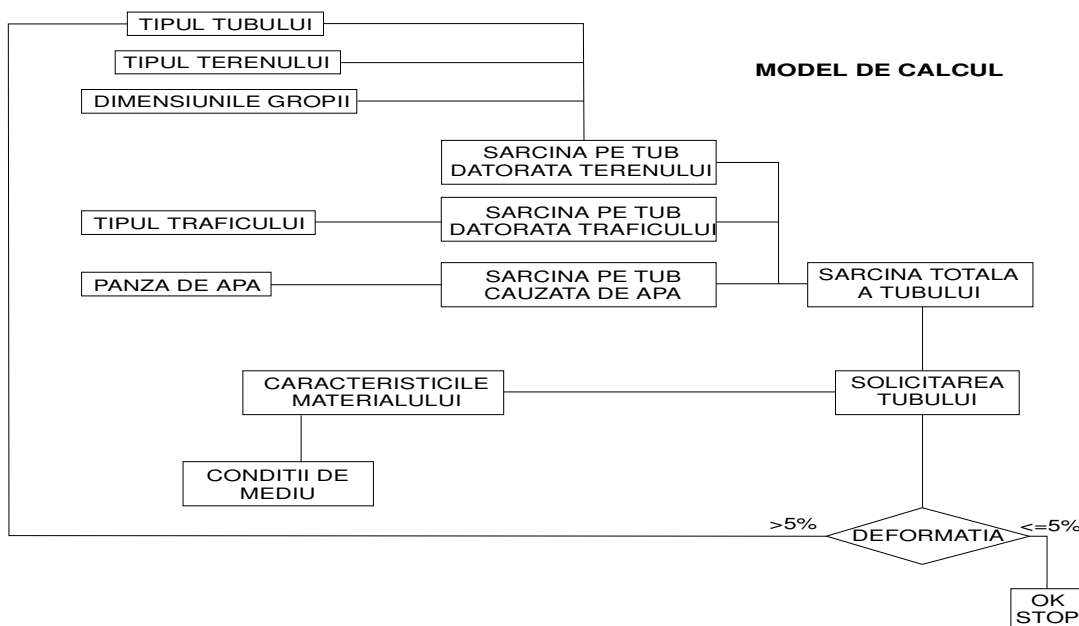 TIPUL TUBULUI
TIPUL TERENULUI
MODEL DE CALCUL
DIMENSIUNILE GROPII
SARCINA PE TUB
DATORATA TERENULUI
TIPUL TRAFICULUI
SARCINA PE TUB
DATORATA TRAFICULUI
PANZA DE APA
SARCINA PE TUB
CAUZATA DE APA
SARCINA TOTALA
A TUBULUI
CARACTERISTICILE
MATERIALULUI
SOLICITAREA
TUBULUI
CONDITII DE
MEDIU
>5%
DEFORMATIA
<=5%
OK
STOP